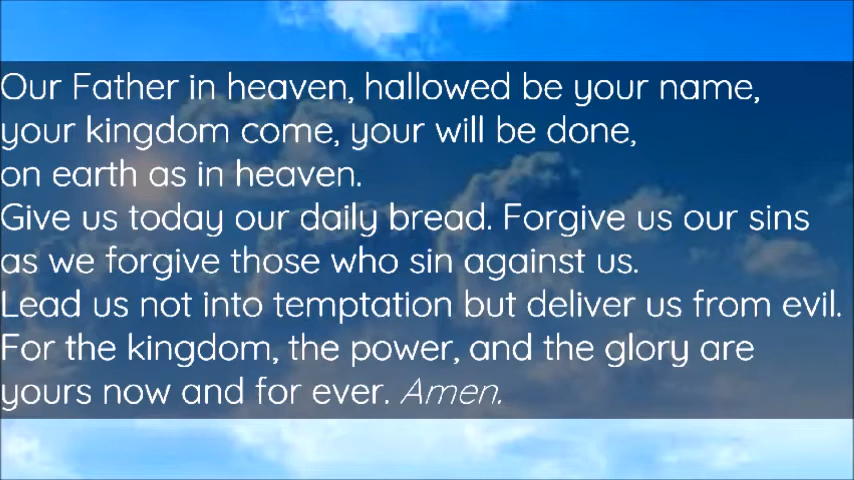 Our Father in heaven, hallowed be your name,
your kingdom come, your will be done,
on earth as in heaven.
Give us today our daily bread. Forgive us our sins
as we forgive those who sin against us.
Lead us not into temptation but deliver us from evil.
For the kingdom, the power, and the glory are
yours now and for ever. Amen.